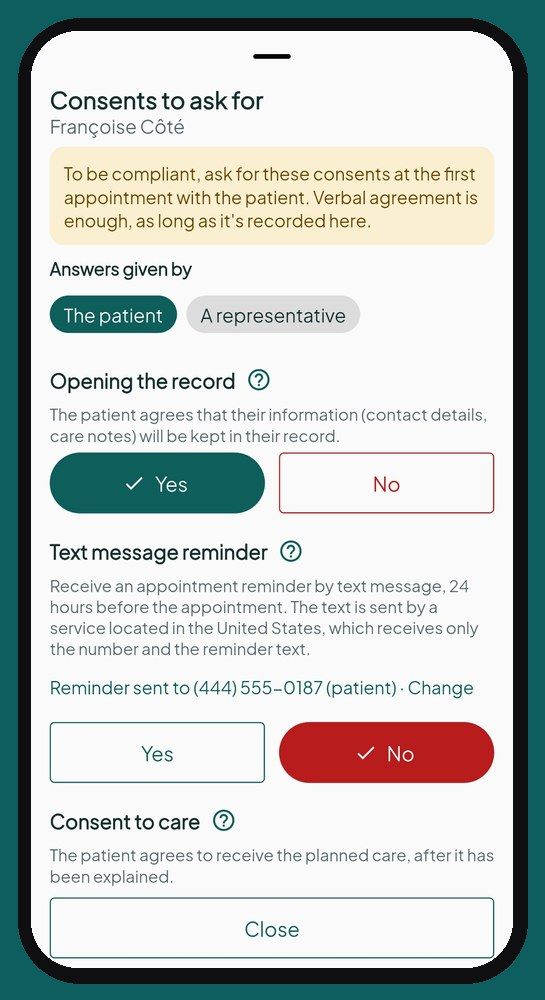 Consents to ask for
Françoise Côté
To be compliant, ask for these consents at the first
appointment with the patient. Verbal agreement is
enough, as long as it's recorded here.
Answers given by
The patient
A representative
Opening the record ?
The patient agrees that their information (contact details,
care notes) will be kept in their record.
Yes
No
Text message reminder ?
Receive an appointment reminder by text message, 24
hours before the appointment. The text is sent by a
service located in the United States, which receives only
the number and the reminder text.
Reminder sent to (444) 555–0187 (patient) · Change
Yes
No
Consent to care ?
The patient agrees to receive the planned care, after it has
been explained.
Close